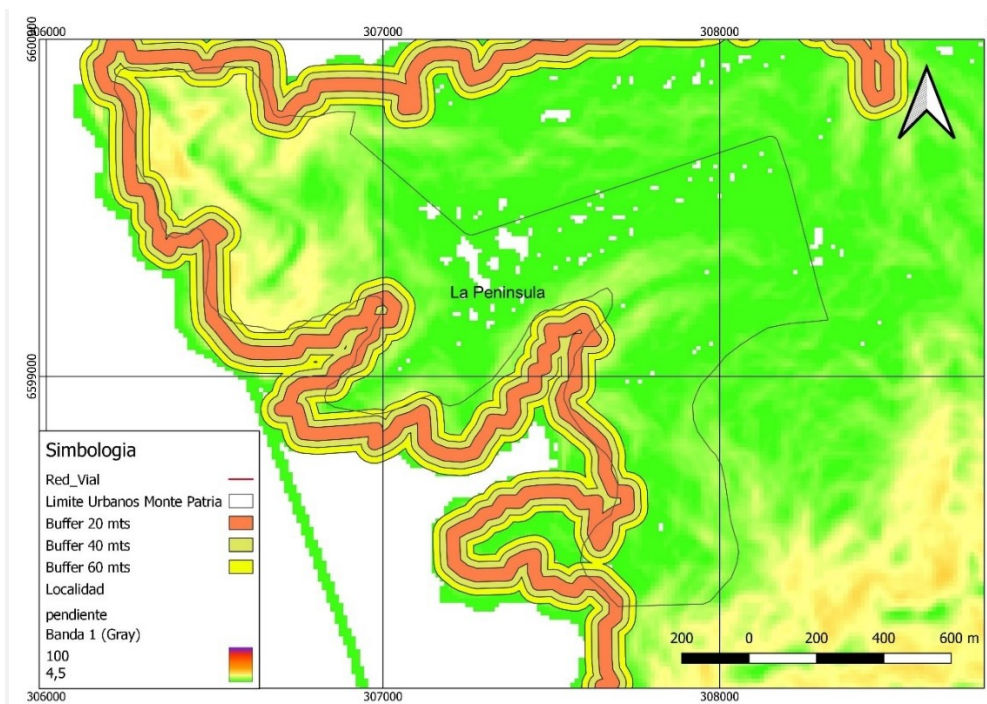 306000
307000
308000
6600000
La Peninsula
6599000
Simbologia
Red_Vial
Limite Urbanos Monte Patria
Buffer 20 mts
Buffer 40 mts
Buffer 60 mts
Localidad
pendiente
Banda 1 (Gray)
100
4,5
200 0 200 400 600 m
306000
307000
308000